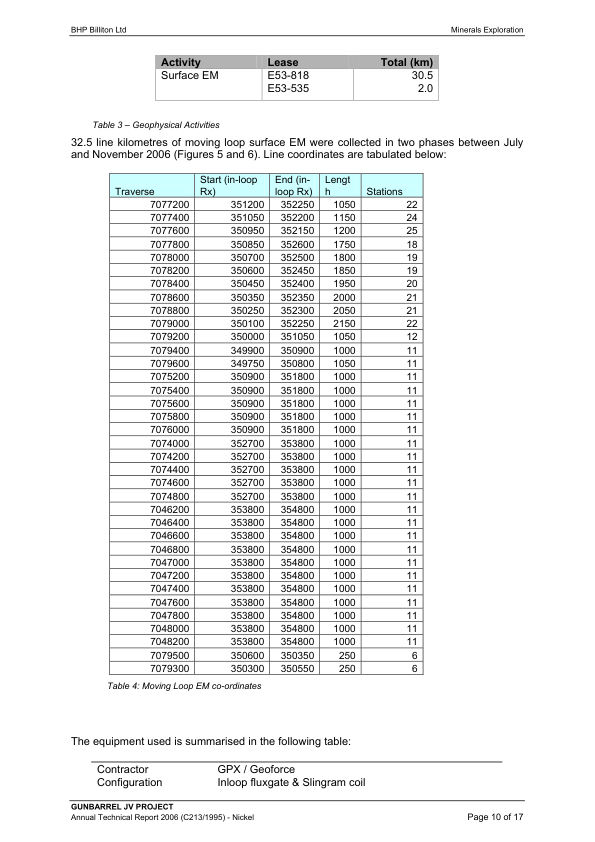 BHP Billiton Ltd Minerals Exploration
Activity Lease Total (km)
Surface EM E53-818 30.5
E53-535 2.0
Table 3 – Geophysical Activities
32.5 line kilometres of moving loop surface EM were collected in two phases between July
and November 2006 (Figures 5 and 6). Line coordinates are tabulated below:
Traverse Start (in-loop Rx) End (in-loop Rx) Length Stations
7077200 351200 352250 1050 22
7077400 351050 352200 1150 24
7077600 350950 352150 1200 25
7077800 350850 352600 1750 18
7078000 350700 352500 1800 19
7078200 350600 352450 1850 19
7078400 350450 352400 1950 20
7078600 350350 352350 2000 21
7078800 350250 352300 2050 21
7079000 350100 352250 2150 22
7079200 350000 351050 1050 12
7079400 349900 350900 1000 11
7079600 349750 350800 1050 11
7075200 350900 351800 1000 11
7075400 350900 351800 1000 11
7075600 350900 351800 1000 11
7075800 350900 351800 1000 11
7076000 350900 351800 1000 11
7074000 352700 353800 1000 11
7074200 352700 353800 1000 11
7074400 352700 353800 1000 11
7074600 352700 353800 1000 11
7074800 352700 353800 1000 11
7046200 353800 354800 1000 11
7046400 353800 354800 1000 11
7046600 353800 354800 1000 11
7046800 353800 354800 1000 11
7047000 353800 354800 1000 11
7047200 353800 354800 1000 11
7047400 353800 354800 1000 11
7047600 353800 354800 1000 11
7047800 353800 354800 1000 11
7048000 353800 354800 1000 11
7048200 353800 354800 1000 11
7079500 350600 350350 250 6
7079300 350300 350550 250 6
Table 4: Moving Loop EM co-ordinates
The equipment used is summarised in the following table:
Contractor GPX / Geoforce
Configuration Inloop fluxgate & Slingram coil
GUNBARREL JV PROJECT
Annual Technical Report 2006 (C213/1995) - Nickel Page 10 of 17